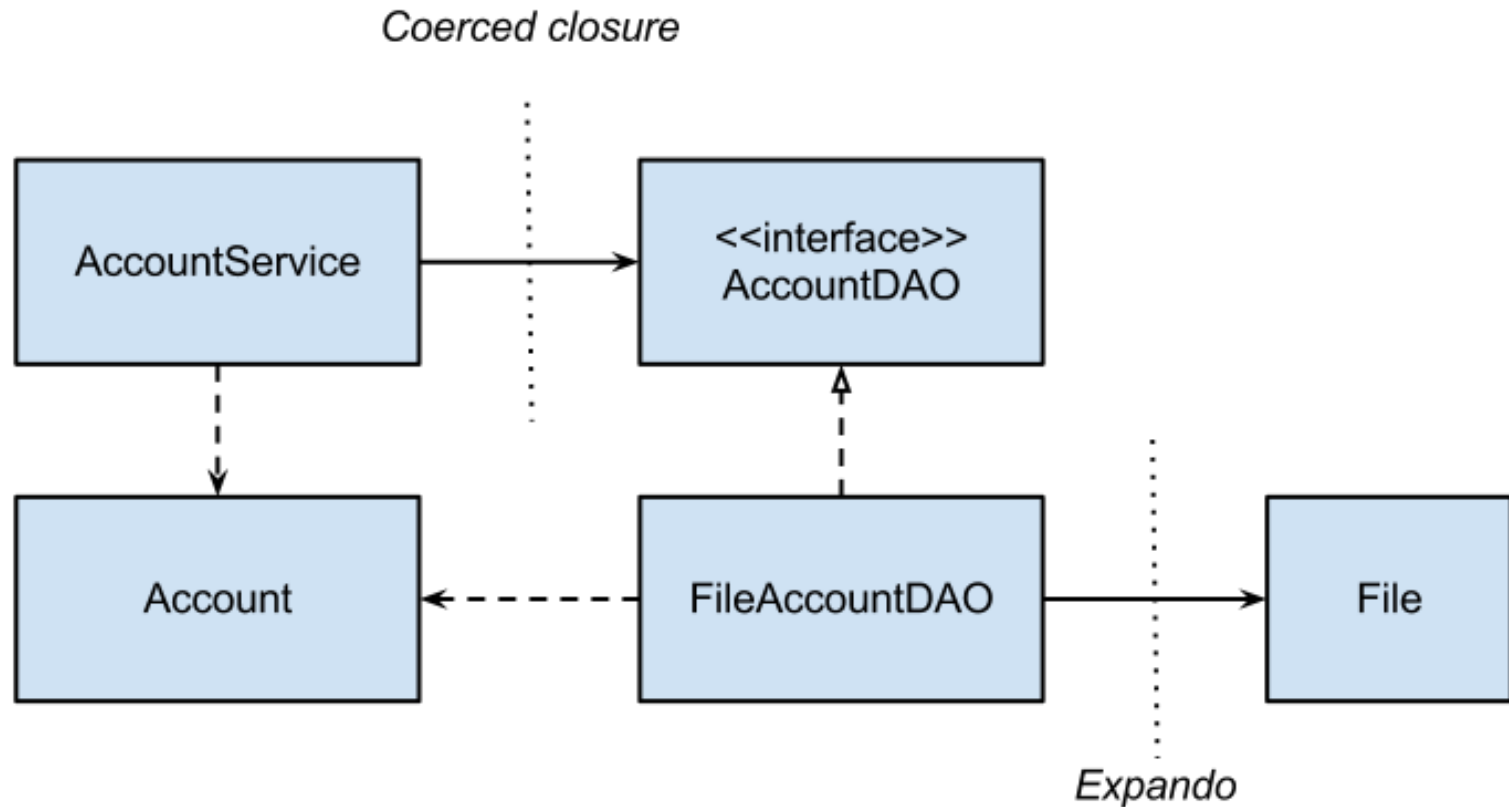 Coerced closure
AccountService
<<interface>>
AccountDAO
Account
FileAccountDAO
File
Expando